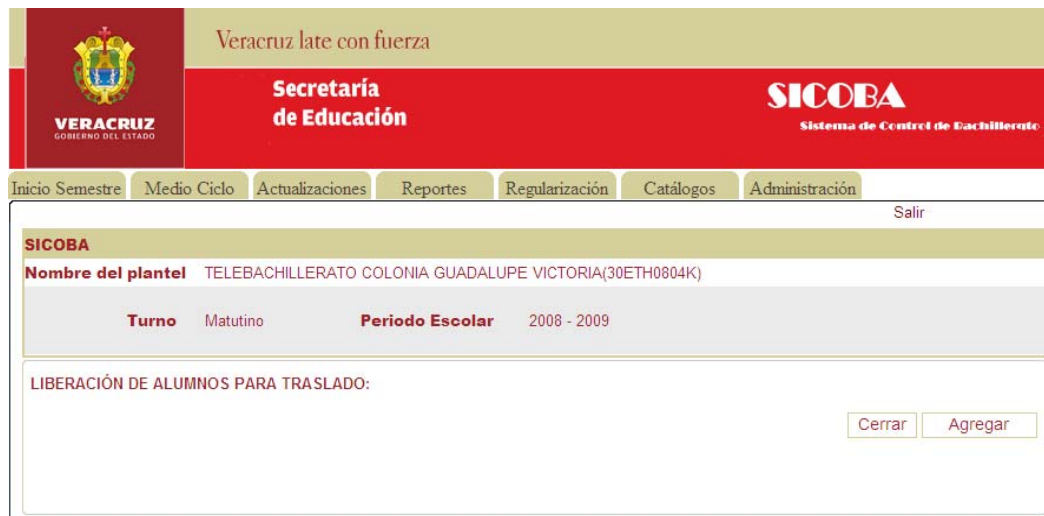 Veracruz late con fuerza
Secretaría
de Educación
SICOBA
Sistema de Control de Bachillerato
VERACRUZ
GOBIERNO DEL ESTADO
Inicio Semestre Medio Ciclo Actualizaciones Reportes Regularización Catálogos Administración
Salir
SICOBA
Nombre del plantel TELEBACHILLERATO COLONIA GUADALUPE VICTORIA(30ETH0804K)
Turno Matutino Periodo Escolar 2008 - 2009
LIBERACIÓN DE ALUMNOS PARA TRASLADO:
Cerrar Agregar